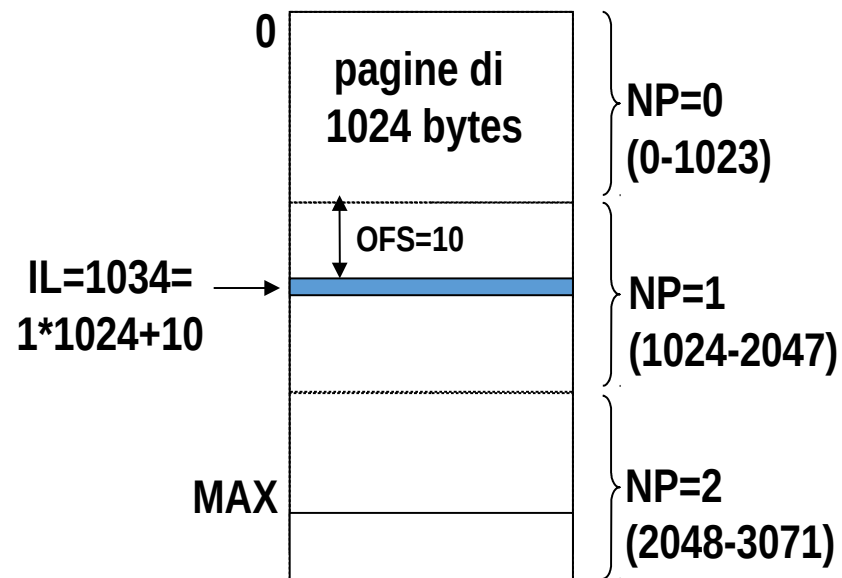 0
pagine di
1024 bytes
NP=0
(0-1023)
OFS=10
IL=1034=
1*1024+10
NP=1
(1024-2047)
MAX
NP=2
(2048-3071)